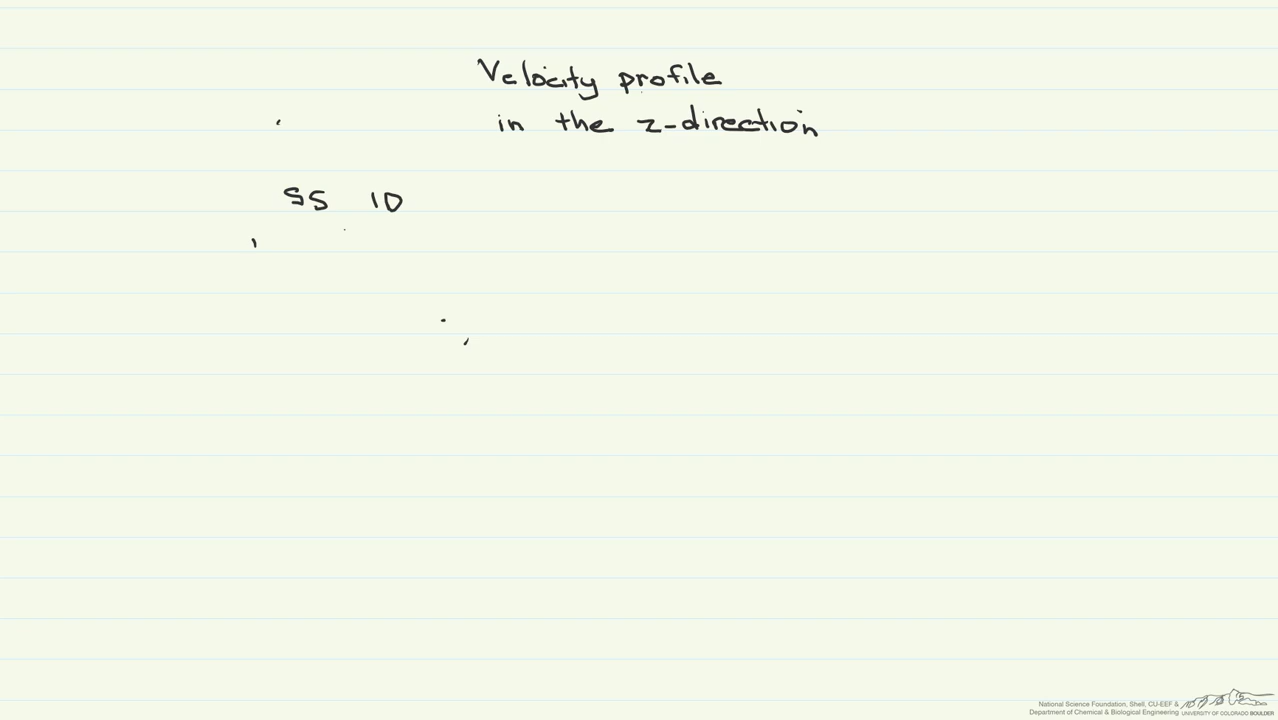 Velocity profile
in the z-direction
SS 1D
National Science Foundation, Shell, CU-EEF &
Department of Chemical & Biological Engineering UNIVERSITY OF COLORADO BOULDER